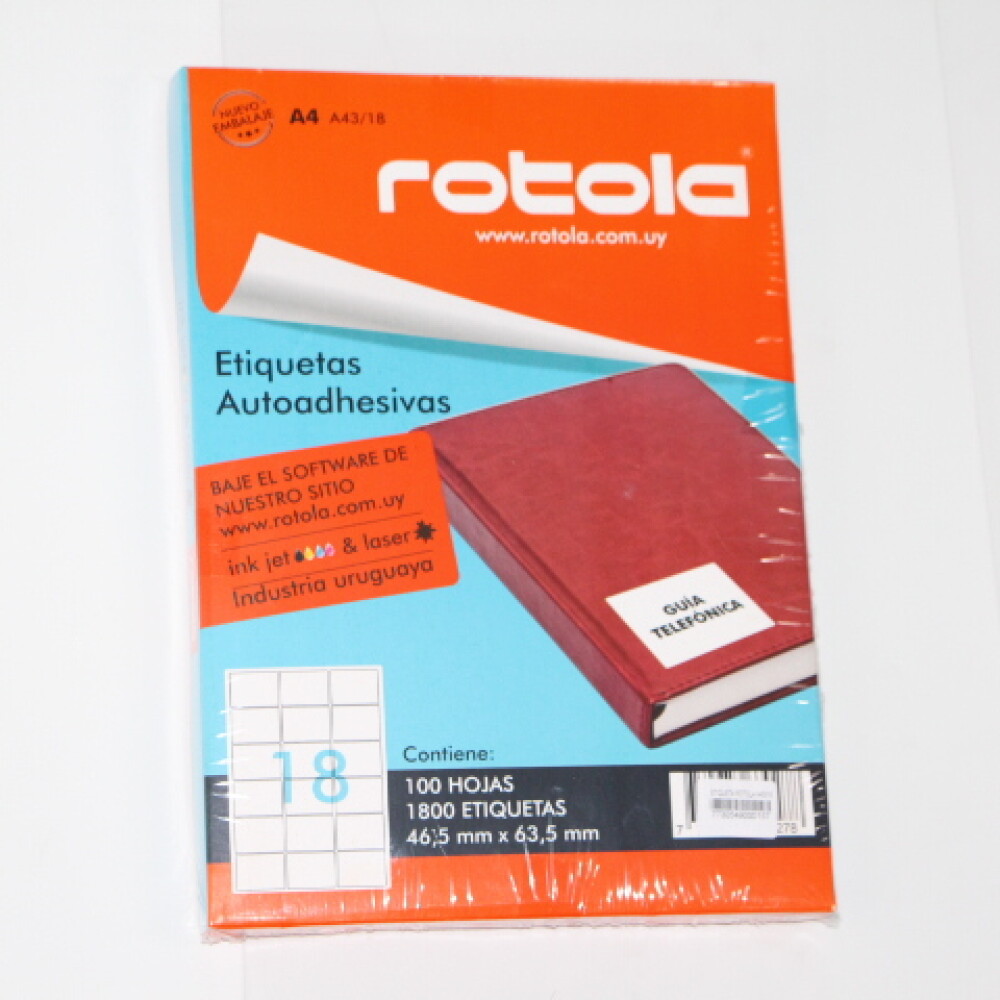 NUEVO
EMBALAJE
A4 A43/18
rotola®
www.rotola.com.uy
Etiquetas
Autoadhesivas
BAJE EL SOFTWARE DE
NUESTRO SITIO
www.rotola.com.uy
ink jet & laser
Industria uruguaya
GUÍA
TELEFÓNICA
18
Contiene:
100 HOJAS
1800 ETIQUETAS
46,5 mm x 63,5 mm
7
278